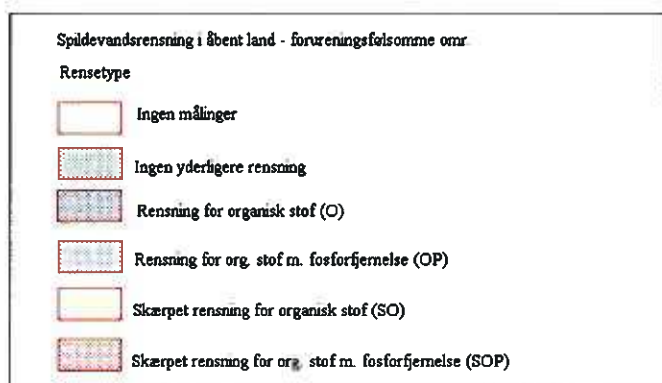 Spildevandsrensning i åbent land - forureningsfølsomme omr
Rensetype
Ingen målinger
Ingen yderligere rensning
Rensning for organisk stof (O)
Rensning for org. stof m. fosforfjernelse (OP)
Skærpet rensning for organisk stof (SO)
Skærpet rensning for org. stof m. fosforfjernelse (SOP)